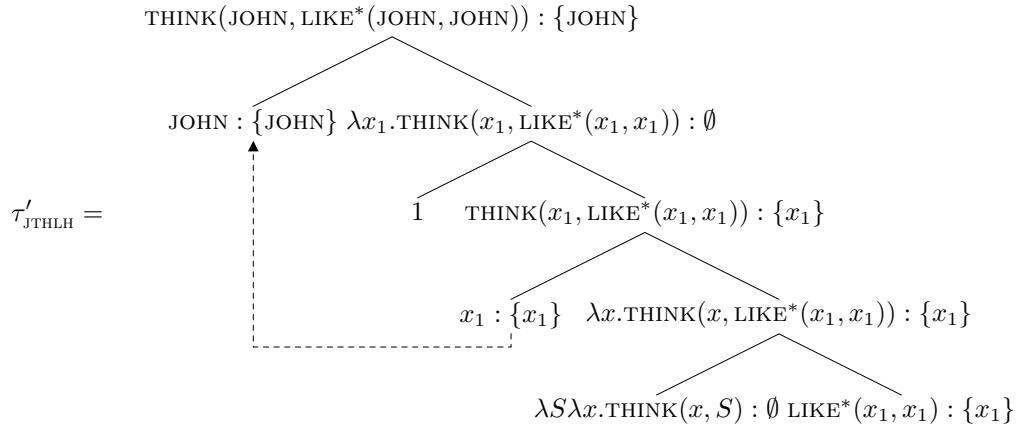 THINK(JOHN, LIKE*(JOHN, JOHN)) : {JOHN}
JOHN : {JOHN} λx₁.THINK(x₁, LIKE*(x₁, x₁)) : ∅
τ′JTHLH = 1 THINK(x₁, LIKE*(x₁, x₁)) : {x₁}
x₁ : {x₁} λx.THINK(x, LIKE*(x₁, x₁)) : {x₁}
λSλx.THINK(x, S) : ∅ LIKE*(x₁, x₁) : {x₁}